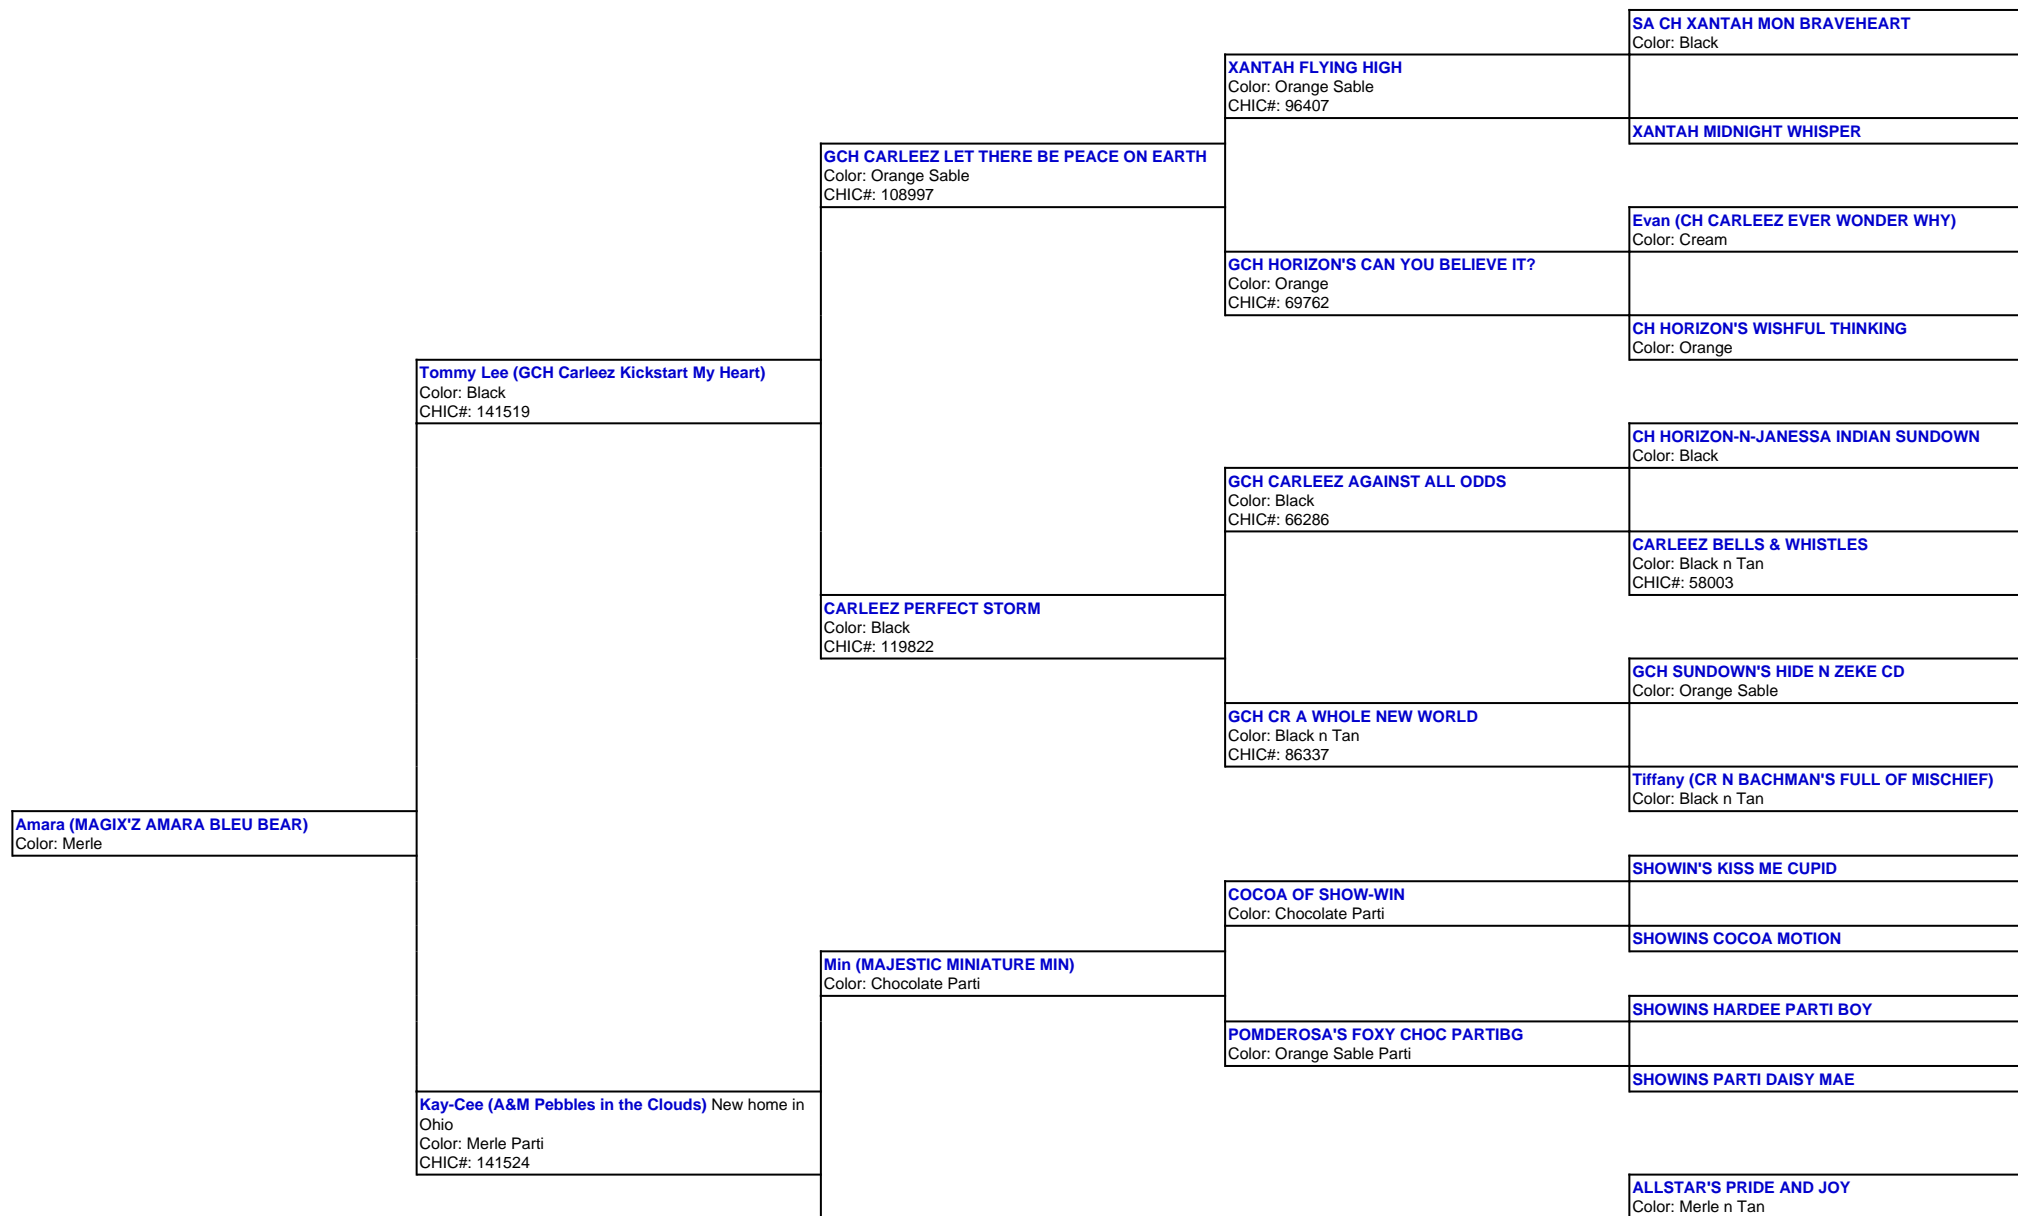 SA CH XANTAH MON BRAVEHEART
Color: Black
XANTAH FLYING HIGH
Color: Orange Sable
CHIC#: 96407
XANTAH MIDNIGHT WHISPER
GCH CARLEEZ LET THERE BE PEACE ON EARTH
Color: Orange Sable
CHIC#: 108997
Evan (CH CARLEEZ EVER WONDER WHY)
Color: Cream
GCH HORIZON'S CAN YOU BELIEVE IT?
Color: Orange
CHIC#: 69762
CH HORIZON'S WISHFUL THINKING
Color: Orange
Tommy Lee (GCH Carleez Kickstart My Heart)
Color: Black
CHIC#: 141519
CH HORIZON-N-JANESSA INDIAN SUNDOWN
Color: Black
GCH CARLEEZ AGAINST ALL ODDS
Color: Black
CHIC#: 66286
CARLEEZ BELLS & WHISTLES
Color: Black n Tan
CHIC#: 58003
CARLEEZ PERFECT STORM
Color: Black
CHIC#: 119822
GCH SUNDOWN'S HIDE N ZEKE CD
Color: Orange Sable
GCH CR A WHOLE NEW WORLD
Color: Black n Tan
CHIC#: 86337
Tiffany (CR N BACHMAN'S FULL OF MISCHIEF)
Color: Black n Tan
Amara (MAGIX'Z AMARA BLEU BEAR)
Color: Merle
SHOWIN'S KISS ME CUPID
COCOA OF SHOW-WIN
Color: Chocolate Parti
SHOWINS COCOA MOTION
Min (MAJESTIC MINIATURE MIN)
Color: Chocolate Parti
SHOWINS HARDEE PARTI BOY
POMDEROSA'S FOXY CHOC PARTIBG
Color: Orange Sable Parti
SHOWINS PARTI DAISY MAE
Kay-Cee (A&M Pebbles in the Clouds) New home in
Ohio
Color: Merle Parti
CHIC#: 141524
ALLSTAR'S PRIDE AND JOY
Color: Merle n Tan